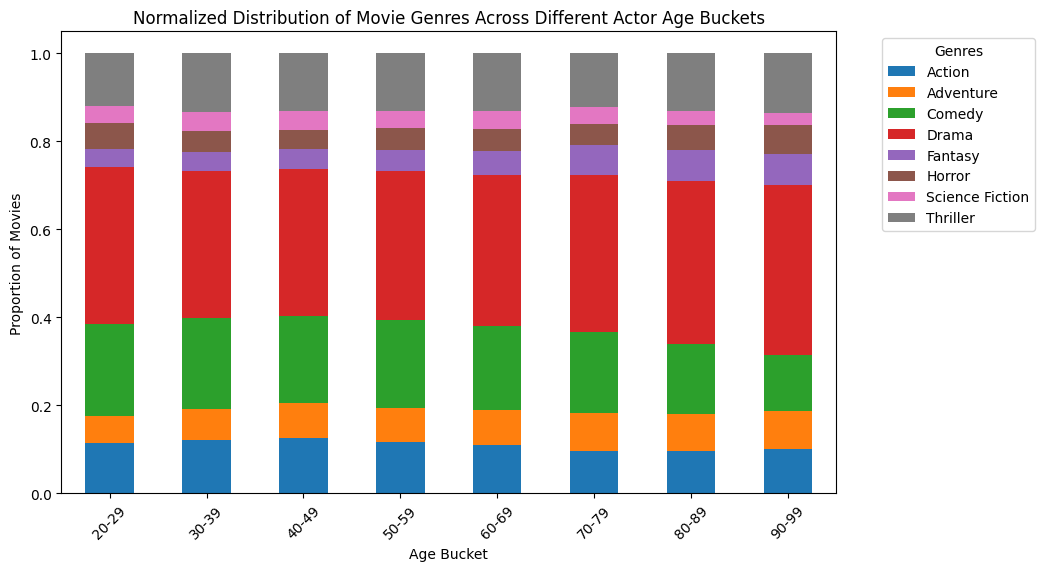 Normalized Distribution of Movie Genres Across Different Actor Age Buckets
Proportion of Movies
1.0
0.8
0.6
0.4
0.2
0.0
20-29
30-39
40-49
50-59
60-69
70-79
80-89
90-99
Age Bucket
Genres
Action
Adventure
Comedy
Drama
Fantasy
Horror
Science Fiction
Thriller